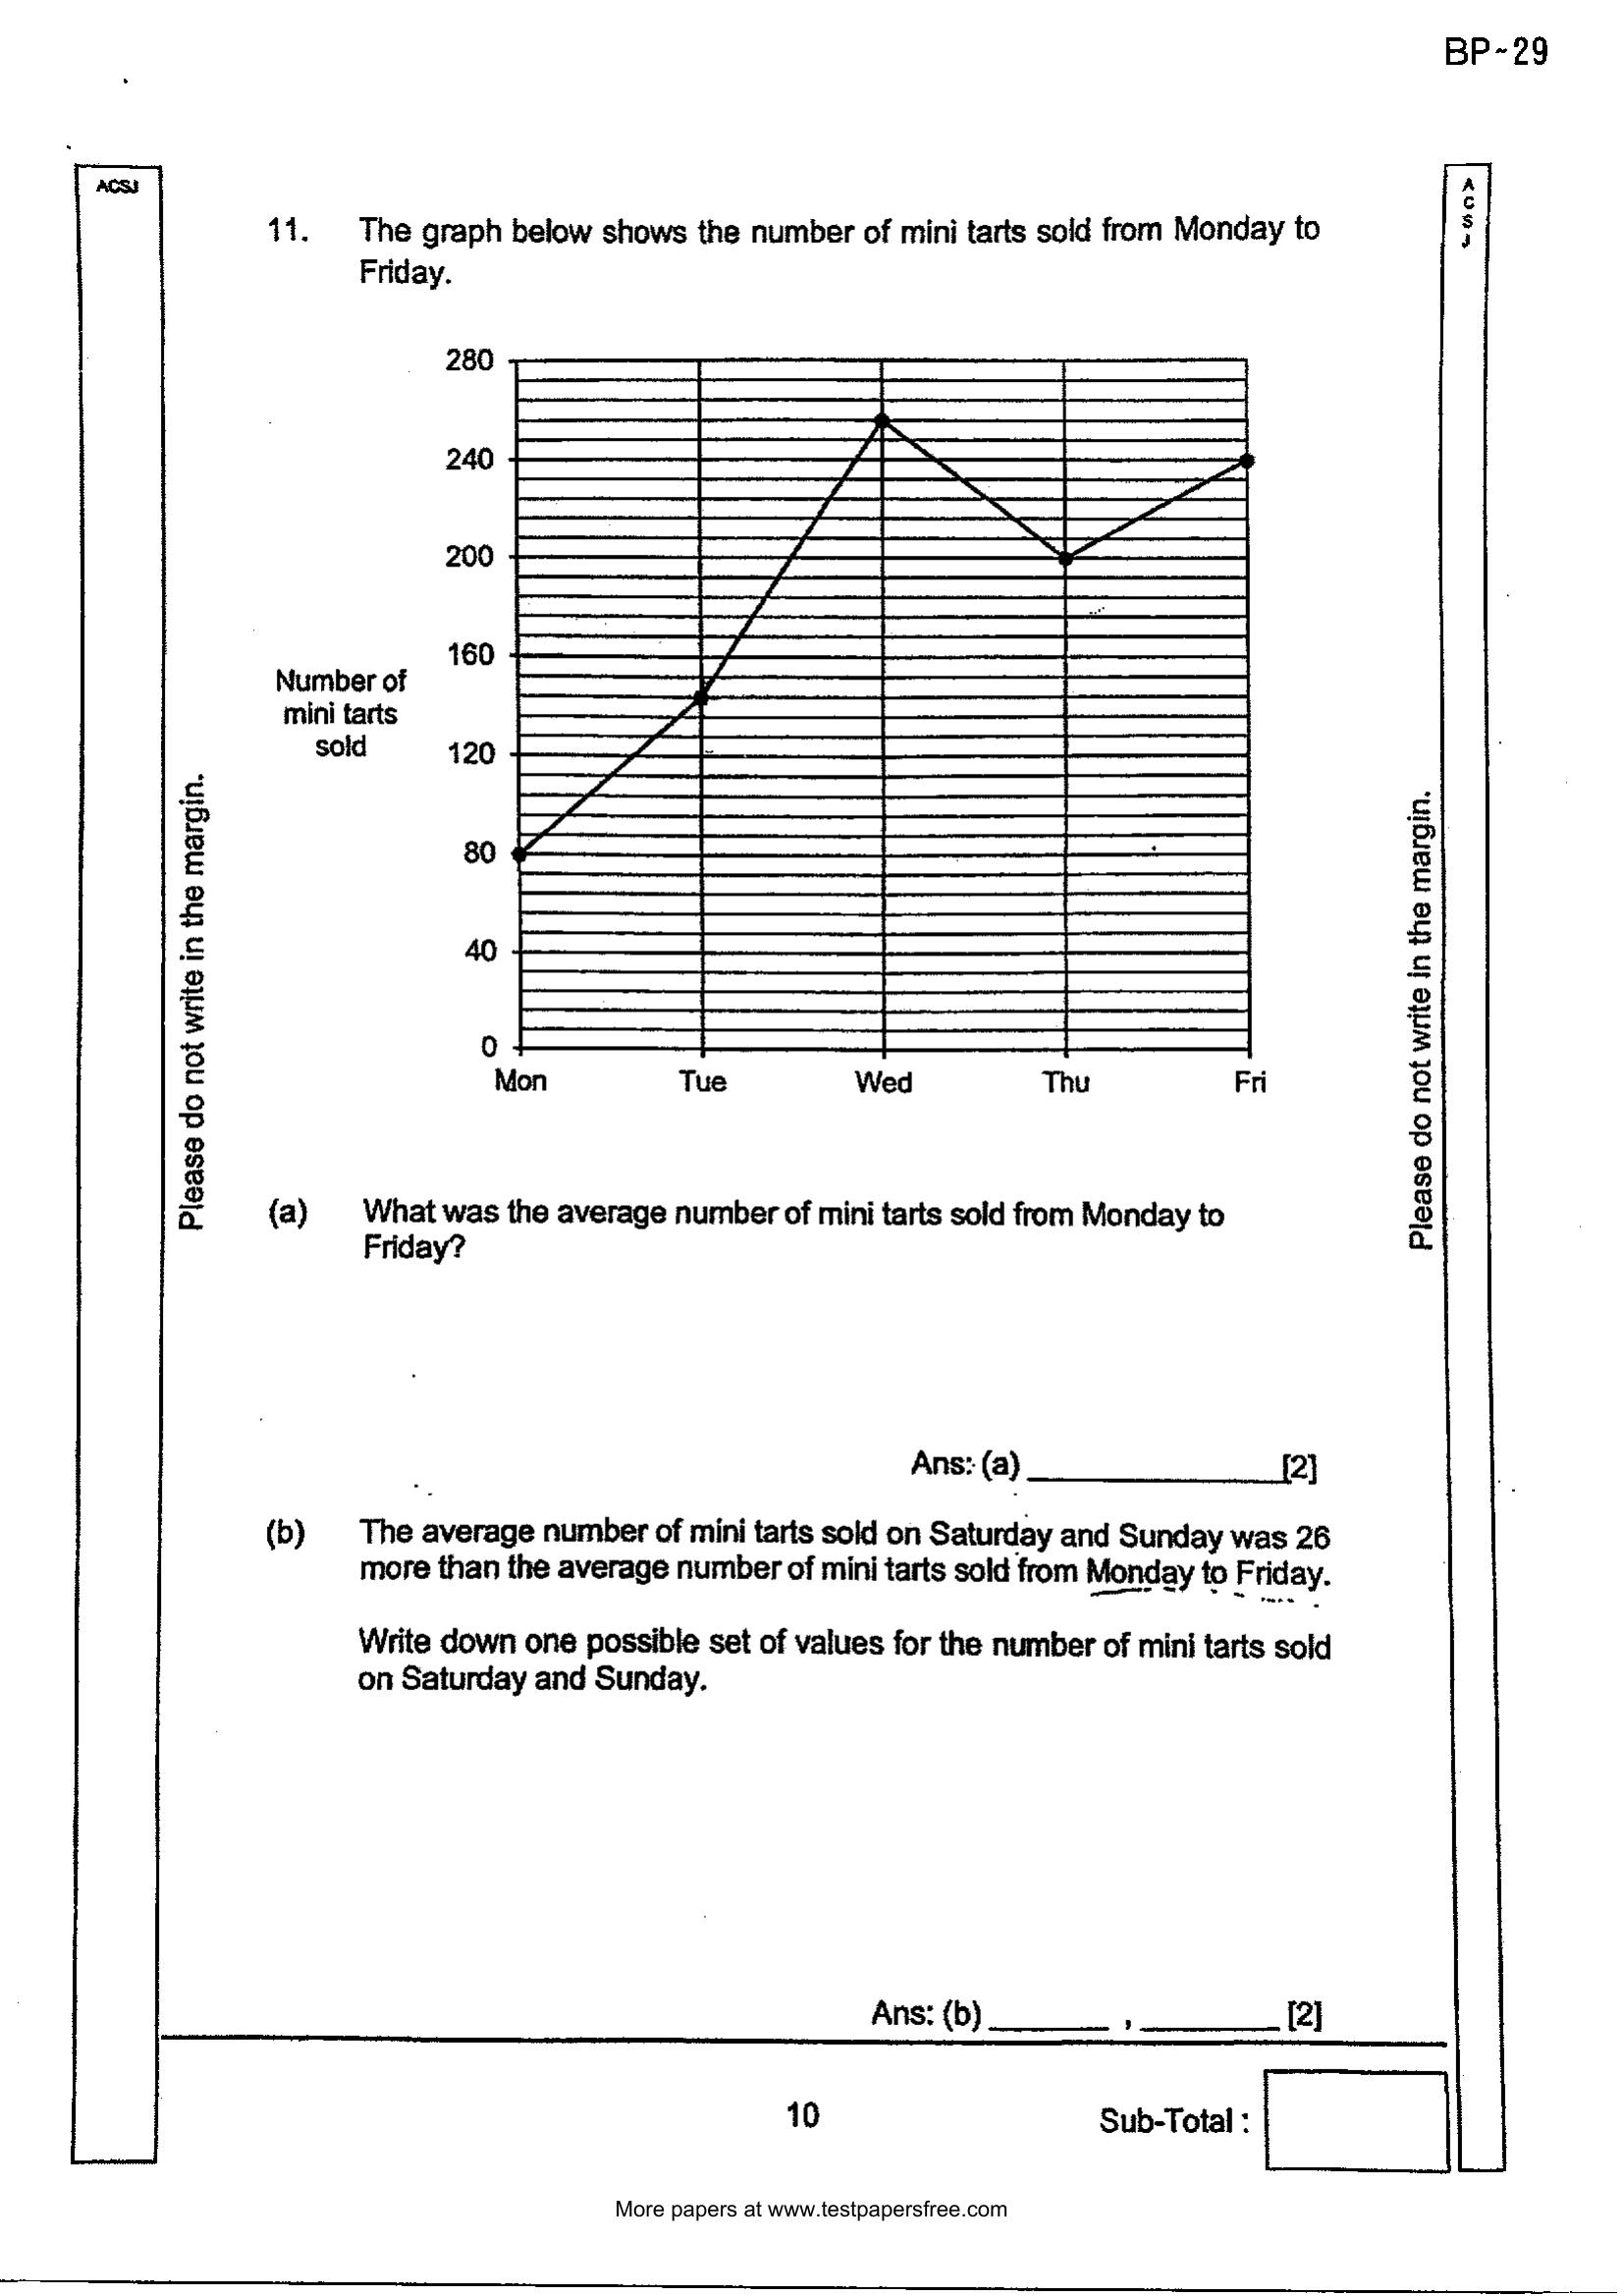 BP-29
ACSJ
A
C
S
J
11. The graph below shows the number of mini tarts sold from Monday to
Friday.
280
240
200
160
Number of
mini tarts
sold
120
80
40
0
Mon Tue Wed Thu Fri
Please do not write in the margin.
Please do not write in the margin.
(a) What was the average number of mini tarts sold from Monday to
Friday?
Ans: (a) ______________[2]
(b) The average number of mini tarts sold on Saturday and Sunday was 26
more than the average number of mini tarts sold from Monday to Friday.
Write down one possible set of values for the number of mini tarts sold
on Saturday and Sunday.
Ans: (b) _______ , ________ [2]
10
Sub-Total :
More papers at www.testpapersfree.com